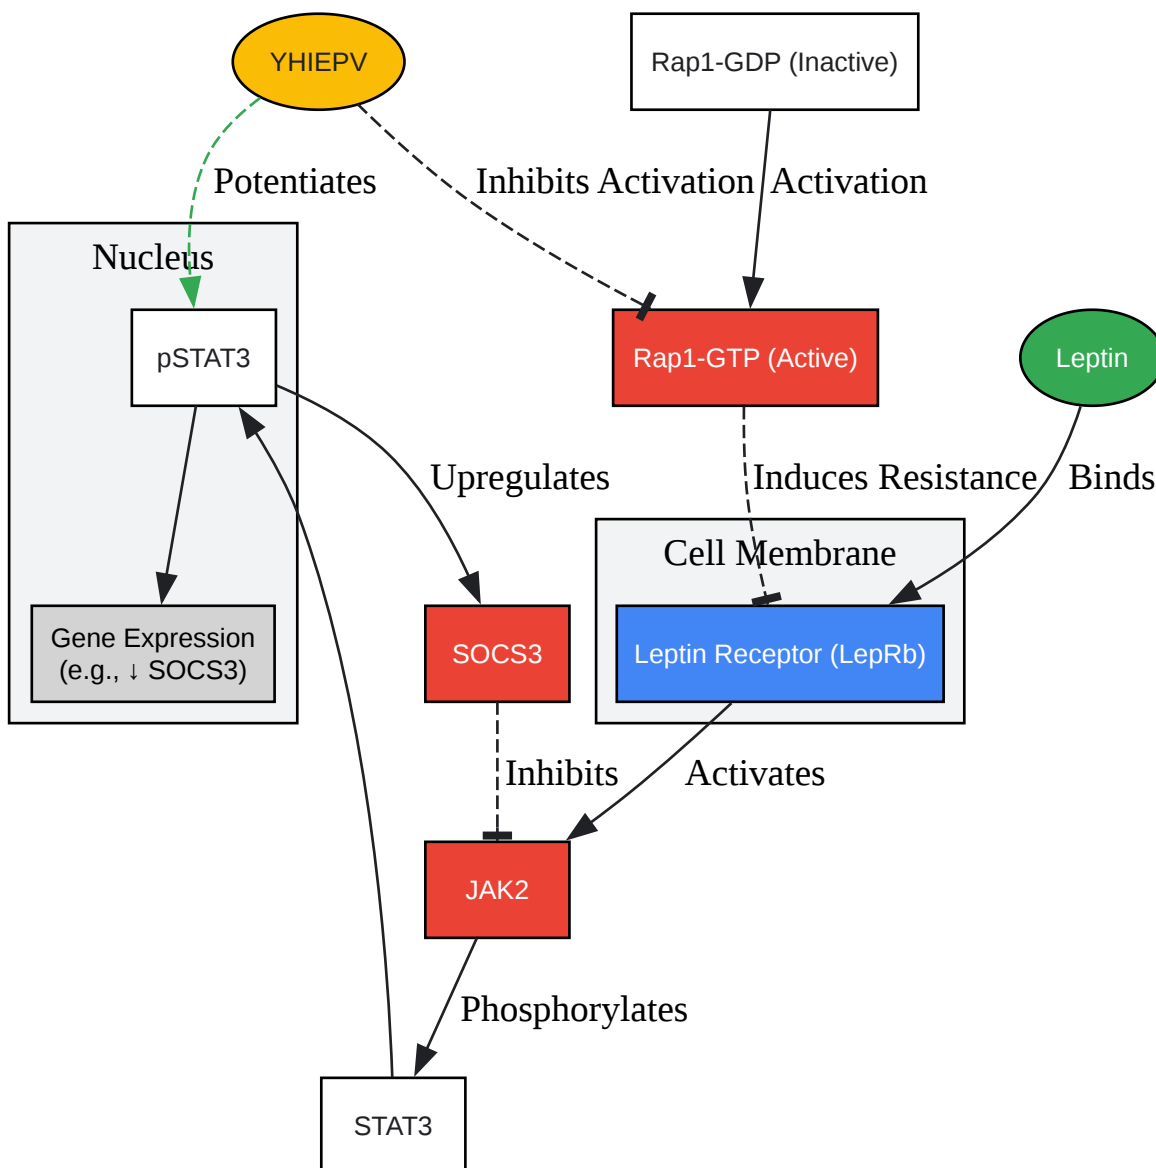 YHIEPV
Rap1-GDP (Inactive)
Potentiates
Inhibits Activation
Activation
Nucleus
pSTAT3
Rap1-GTP (Active)
Leptin
Upregulates
Induces Resistance
Binds
Cell Membrane
Gene Expression
(e.g., ↓ SOCS3)
SOCS3
Leptin Receptor (LepRb)
Inhibits
Activates
JAK2
Phosphorylates
STAT3